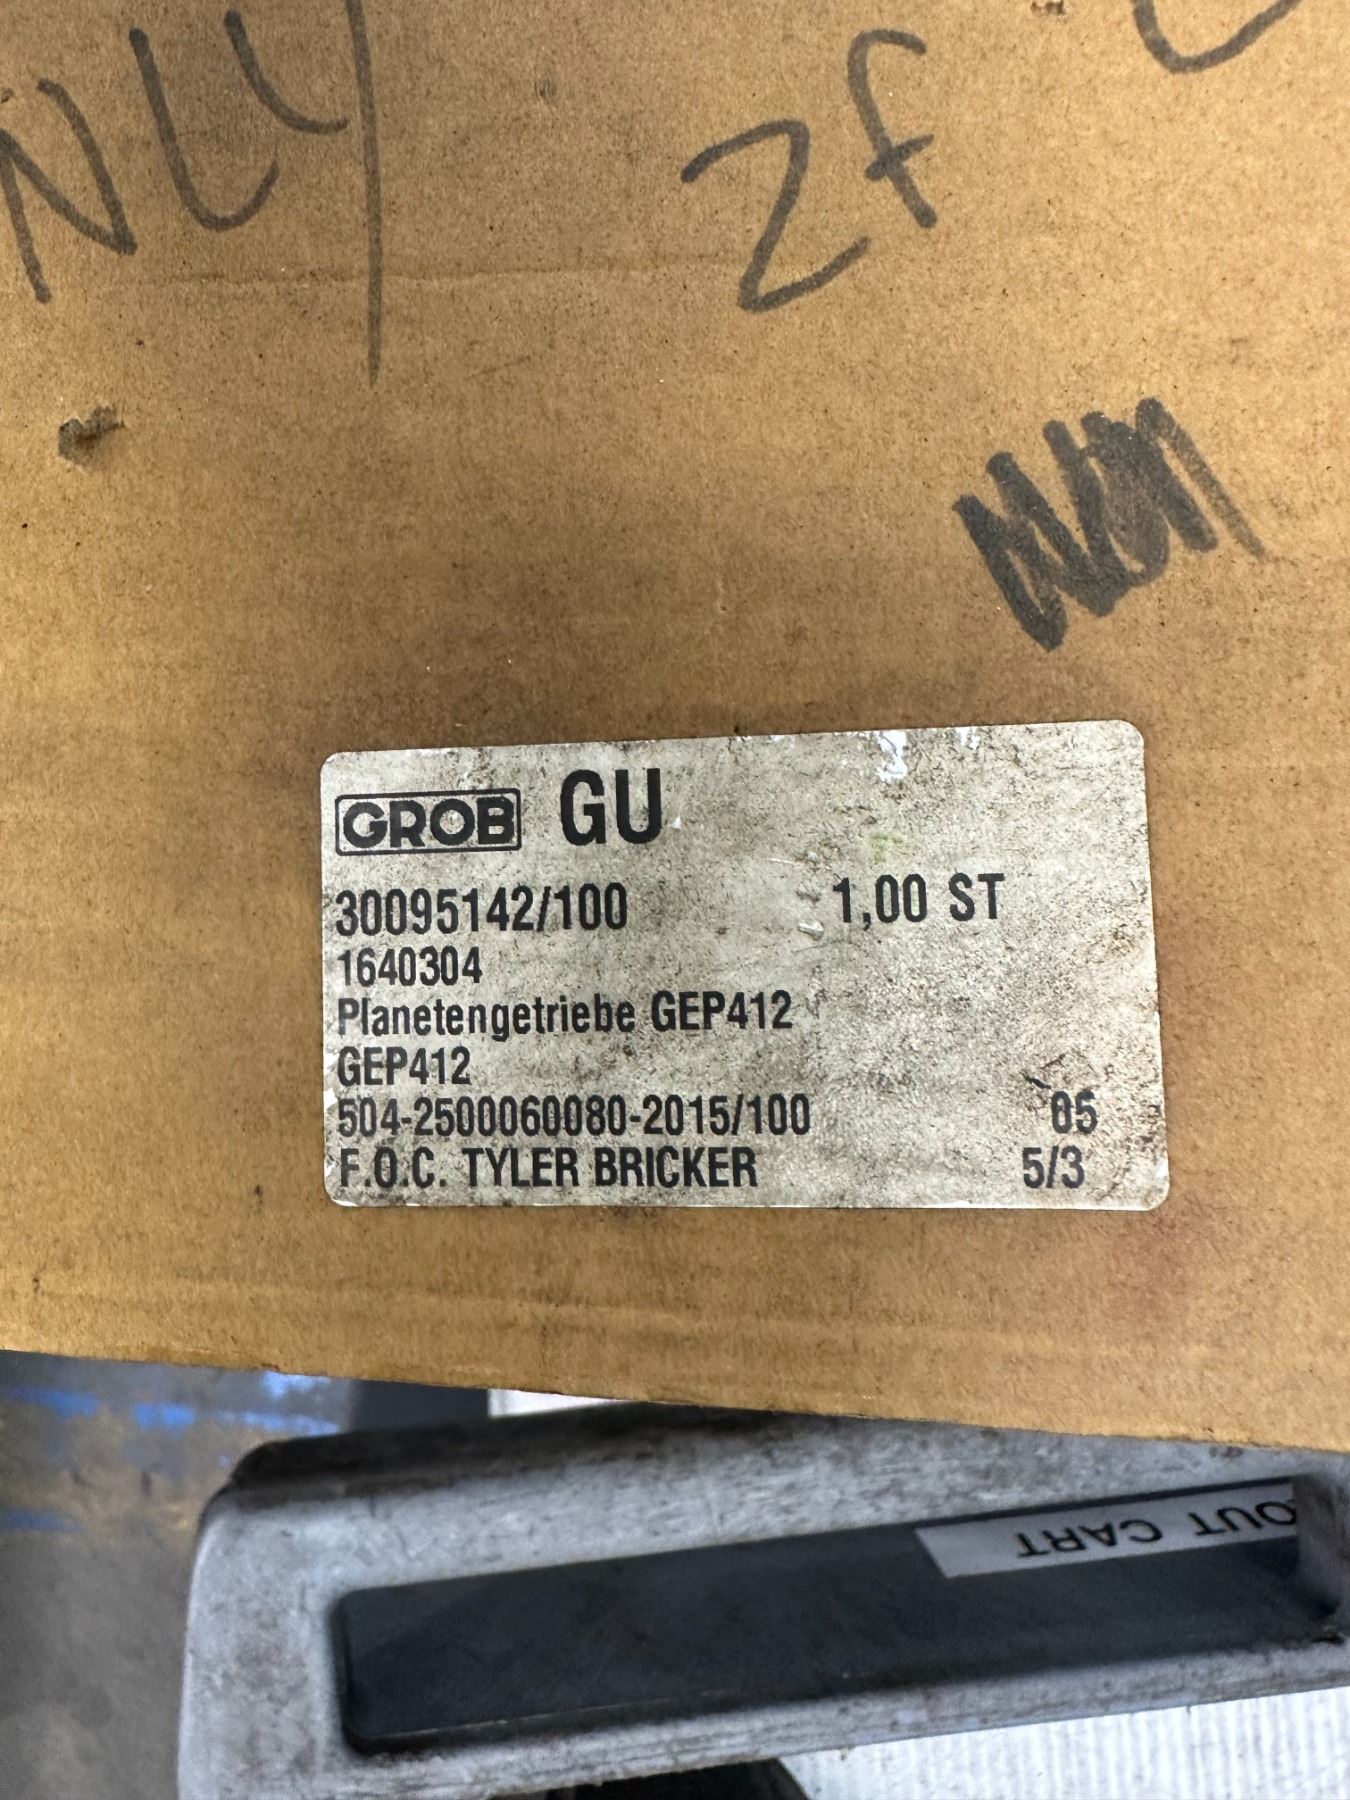 NLY
ZF
GROB GU
30095142/100 1,00 ST
1640304
Planetengetriebe GEP412
GEP412
504-2500060080-2015/100 05
F.O.C. TYLER BRICKER 5/3
OUT CART